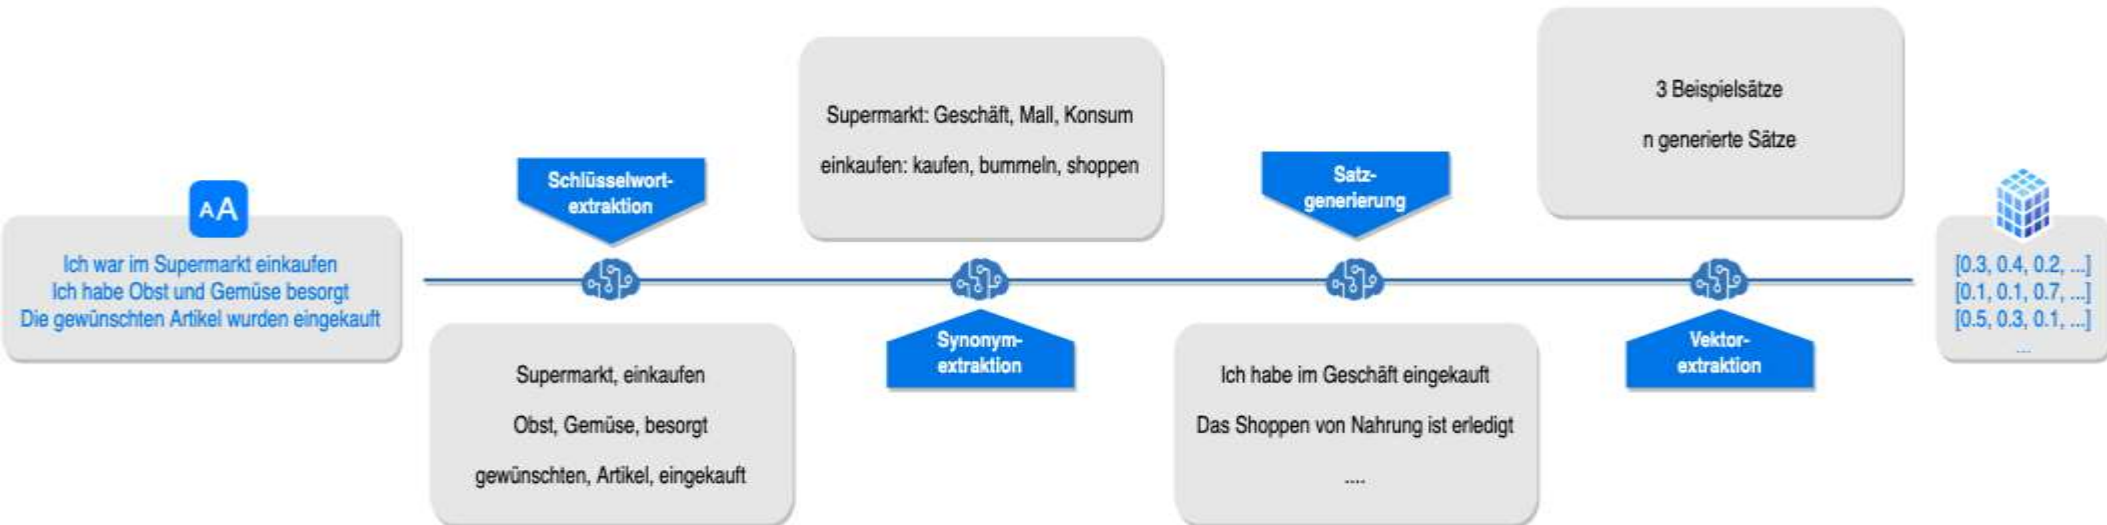 AA
Ich war im Supermarkt einkaufen
Ich habe Obst und Gemüse besorgt
Die gewünschten Artikel wurden eingekauft
Schlüsselwort-
extraktion
Supermarkt, einkaufen
Obst, Gemüse, besorgt
gewünschten, Artikel, eingekauft
Supermarkt: Geschäft, Mall, Konsum
einkaufen: kaufen, bummeln, shoppen
Synonym-
extraktion
Satz-
generierung
Ich habe im Geschäft eingekauft
Das Shoppen von Nahrung ist erledigt
....
3 Beispielsätze
n generierte Sätze
Vektor-
extraktion
[0.3, 0.4, 0.2, ...]
[0.1, 0.1, 0.7, ...]
[0.5, 0.3, 0.1, ...]
...